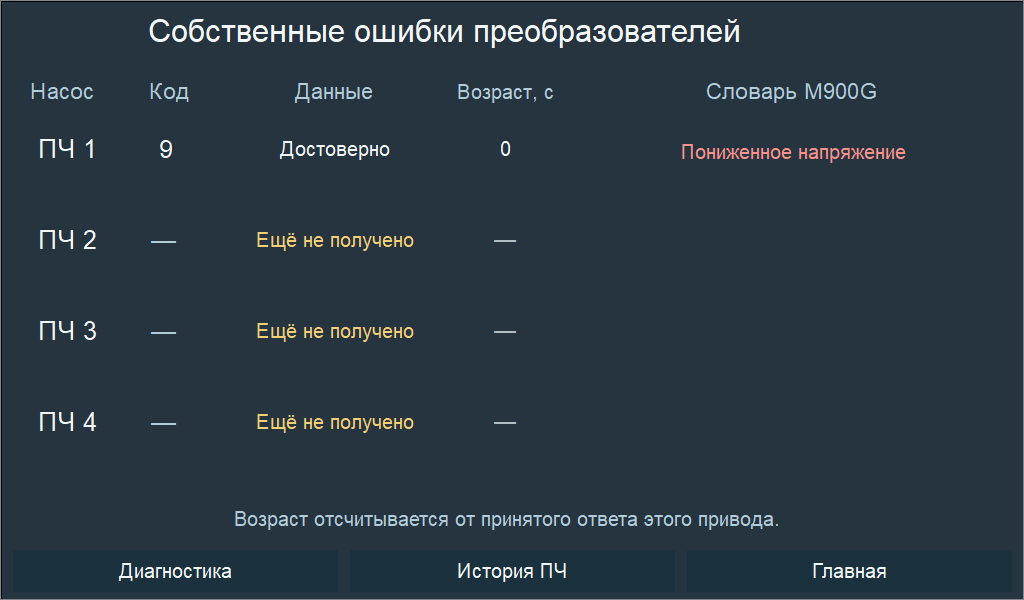 Собственные ошибки преобразователей
Насос Код Данные Возраст, с Словарь M900G
ПЧ 1 9 Достоверно 0 Пониженное напряжение
ПЧ 2 — Ещё не получено —
ПЧ 3 — Ещё не получено —
ПЧ 4 — Ещё не получено —
Возраст отсчитывается от принятого ответа этого привода.
Диагностика История ПЧ Главная